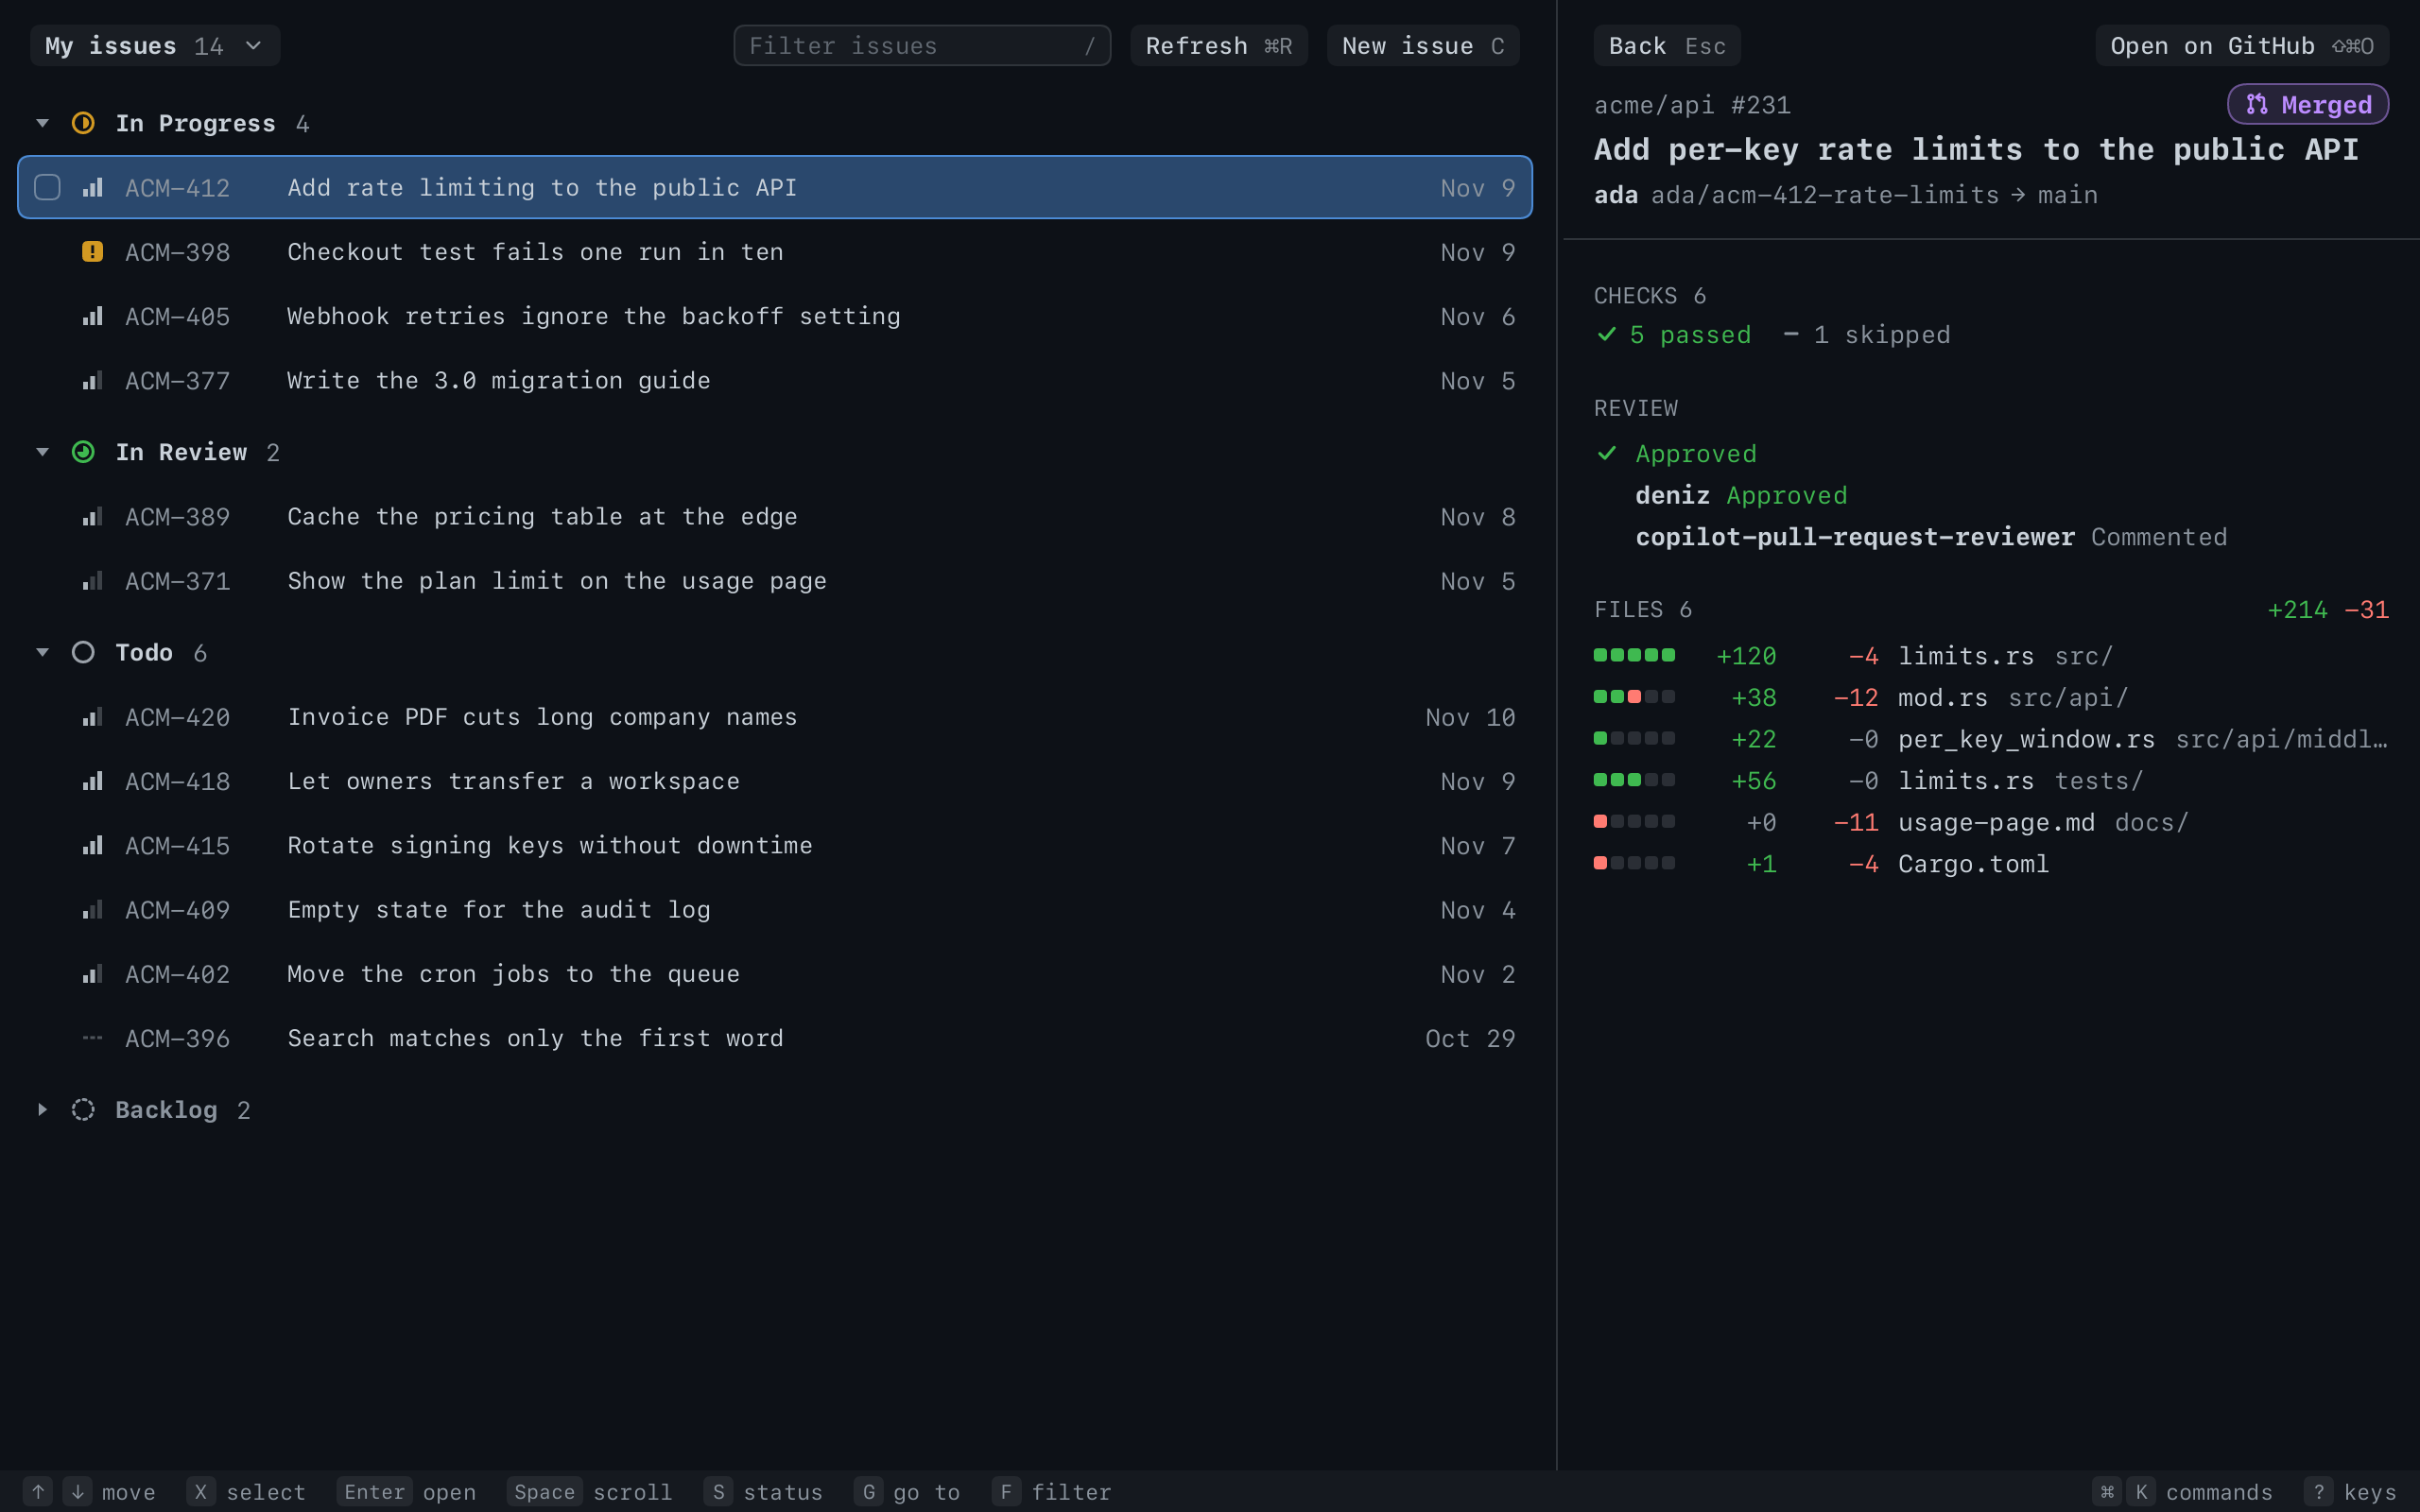 My issues 14
Filter issues /
Refresh ⌘R
New issue C
In Progress 4
ACM-412 Add rate limiting to the public API Nov 9
ACM-398 Checkout test fails one run in ten Nov 9
ACM-405 Webhook retries ignore the backoff setting Nov 6
ACM-377 Write the 3.0 migration guide Nov 5
In Review 2
ACM-389 Cache the pricing table at the edge Nov 8
ACM-371 Show the plan limit on the usage page Nov 5
Todo 6
ACM-420 Invoice PDF cuts long company names Nov 10
ACM-418 Let owners transfer a workspace Nov 9
ACM-415 Rotate signing keys without downtime Nov 7
ACM-409 Empty state for the audit log Nov 4
ACM-402 Move the cron jobs to the queue Nov 2
ACM-396 Search matches only the first word Oct 29
Backlog 2
Back Esc
Open on GitHub ⇧⌘O
acme/api #231
Merged
Add per-key rate limits to the public API
ada ada/acm-412-rate-limits → main
CHECKS 6
✓ 5 passed – 1 skipped
REVIEW
✓ Approved
deniz Approved
copilot-pull-request-reviewer Commented
FILES 6 +214 −31
+120 −4 limits.rs src/
+38 −12 mod.rs src/api/
+22 −0 per_key_window.rs src/api/middl…
+56 −0 limits.rs tests/
+0 −11 usage-page.md docs/
+1 −4 Cargo.toml
↑ ↓ move X select Enter open Space scroll S status G go to F filter
⌘ K commands ? keys